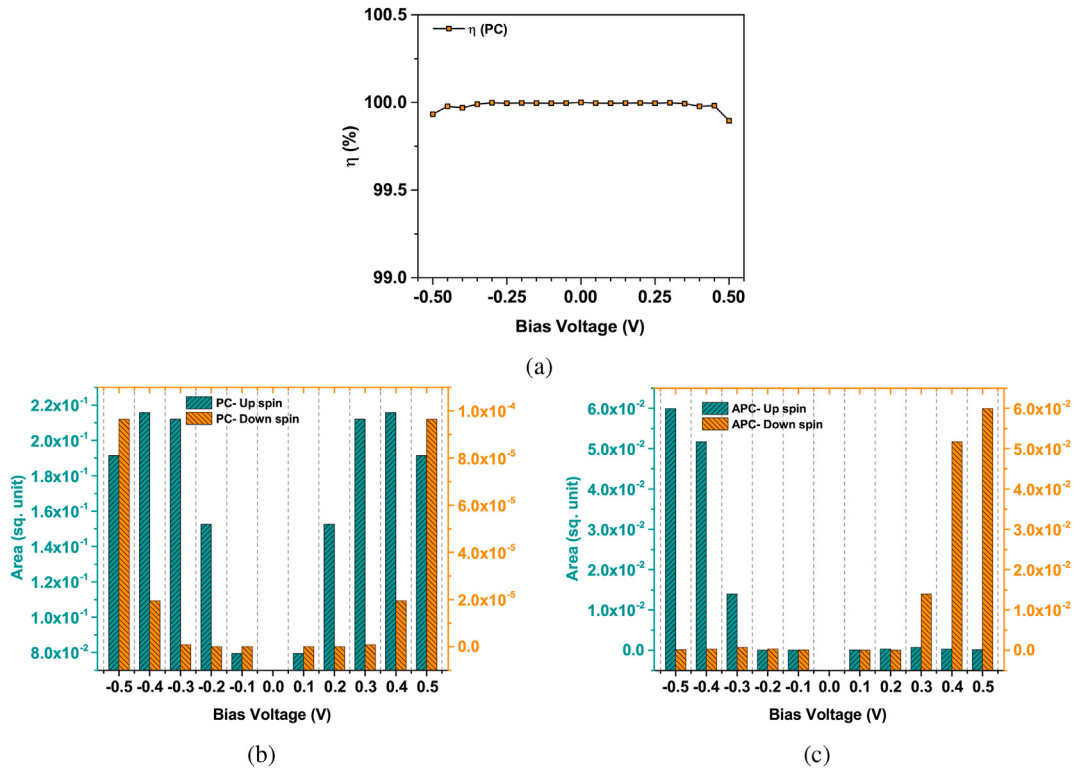 100.5
100.0
99.5
99.0
η (%)
η (PC)
-0.50 -0.25 0.00 0.25 0.50
Bias Voltage (V)
(a)
2.2x10⁻¹
2.0x10⁻¹
1.8x10⁻¹
1.6x10⁻¹
1.4x10⁻¹
1.2x10⁻¹
1.0x10⁻¹
8.0x10⁻²
Area (sq. unit)
PC- Up spin
PC- Down spin
1.0x10⁻⁴
8.0x10⁻⁵
6.0x10⁻⁵
4.0x10⁻⁵
2.0x10⁻⁵
0.0
-0.5 -0.4 -0.3 -0.2 -0.1 0.0 0.1 0.2 0.3 0.4 0.5
Bias Voltage (V)
(b)
6.0x10⁻²
5.0x10⁻²
4.0x10⁻²
3.0x10⁻²
2.0x10⁻²
1.0x10⁻²
0.0
Area (sq. unit)
APC- Up spin
APC- Down spin
6.0x10⁻²
5.0x10⁻²
4.0x10⁻²
3.0x10⁻²
2.0x10⁻²
1.0x10⁻²
0.0
-0.5 -0.4 -0.3 -0.2 -0.1 0.0 0.1 0.2 0.3 0.4 0.5
Bias Voltage (V)
(c)